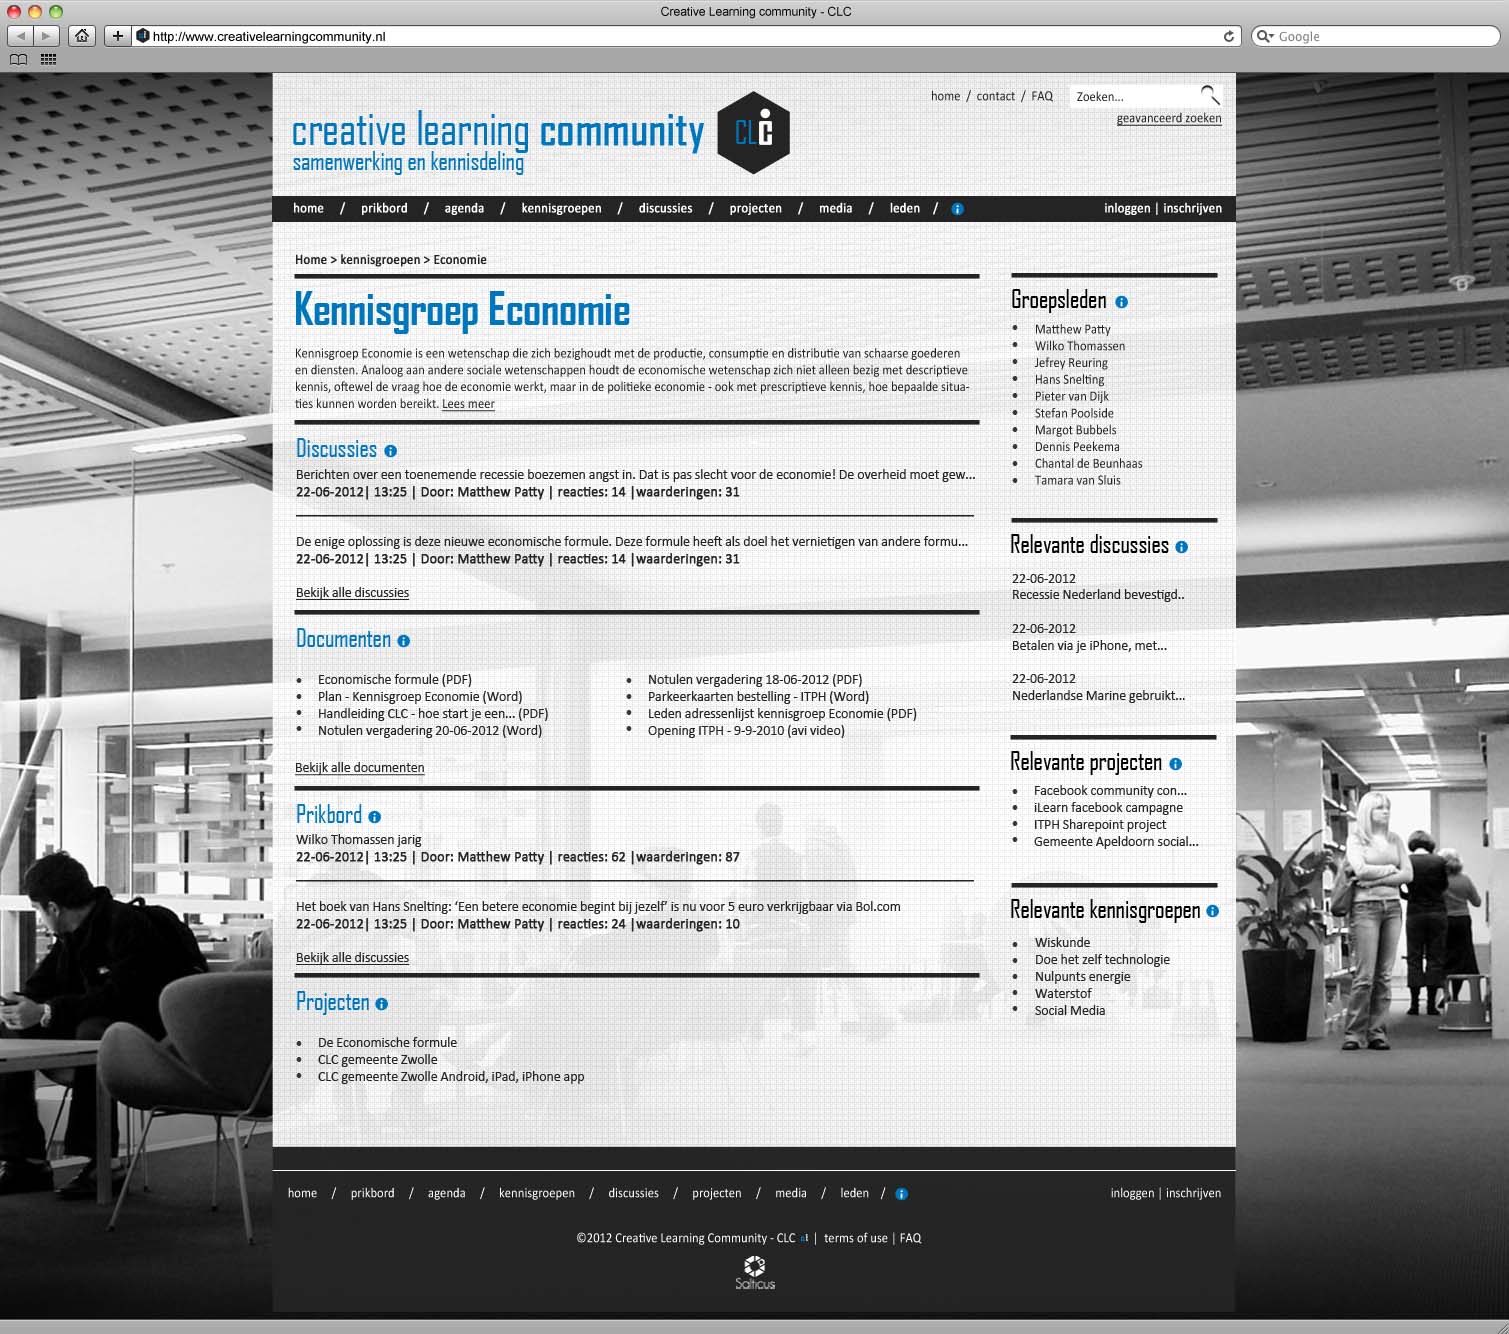 Creative Learning community - CLC
http://www.creativelearningcommunity.nl
Google
home / contact / FAQ
Zoeken...
geavanceerd zoeken
creative learning community
CLC
samenwerking en kennisdeling
home / prikbord / agenda / kennisgroepen / discussies / projecten / media / leden / i
inloggen | inschrijven
Home > kennisgroepen > Economie
Kennisgroep Economie
Kennisgroep Economie is een wetenschap die zich bezighoudt met de productie, consumptie en distributie van schaarse goederen
en diensten. Analoog aan andere sociale wetenschappen houdt de economische wetenschap zich niet alleen bezig met descriptieve
kennis, oftewel de vraag hoe de economie werkt, maar in de politieke economie - ook met prescriptieve kennis, hoe bepaalde situa-
ties kunnen worden bereikt. Lees meer
Discussies i
Berichten over een toenemende recessie boezemen angst in. Dat is pas slecht voor de economie! De overheid moet gew...
22-06-2012| 13:25 | Door: Matthew Patty | reacties: 14 |waarderingen: 31
De enige oplossing is deze nieuwe economische formule. Deze formule heeft als doel het vernietigen van andere formu...
22-06-2012| 13:25 | Door: Matthew Patty | reacties: 14 |waarderingen: 31
Bekijk alle discussies
Documenten i
• Economische formule (PDF)
• Plan - Kennisgroep Economie (Word)
• Handleiding CLC - hoe start je een... (PDF)
• Notulen vergadering 20-06-2012 (Word)
• Notulen vergadering 18-06-2012 (PDF)
• Parkeerkaarten bestelling - ITPH (Word)
• Leden adressenlijst kennisgroep Economie (PDF)
• Opening ITPH - 9-9-2010 (avi video)
Bekijk alle documenten
Prikbord i
Wilko Thomassen jarig
22-06-2012| 13:25 | Door: Matthew Patty | reacties: 62 |waarderingen: 87
Het boek van Hans Snelting: ‘Een betere economie begint bij jezelf’ is nu voor 5 euro verkrijgbaar via Bol.com
22-06-2012| 13:25 | Door: Matthew Patty | reacties: 24 |waarderingen: 10
Bekijk alle discussies
Projecten i
• De Economische formule
• CLC gemeente Zwolle
• CLC gemeente Zwolle Android, iPad, iPhone app
Groepsleden i
• Matthew Patty
• Wilko Thomassen
• Jefrey Reuring
• Hans Snelting
• Pieter van Dijk
• Stefan Poolside
• Margot Bubbels
• Dennis Peekema
• Chantal de Beunhaas
• Tamara van Sluis
Relevante discussies i
22-06-2012
Recessie Nederland bevestigd..
22-06-2012
Betalen via je iPhone, met...
22-06-2012
Nederlandse Marine gebruikt...
Relevante projecten i
• Facebook community con...
• iLearn facebook campagne
• ITPH Sharepoint project
• Gemeente Apeldoorn social...
Relevante kennisgroepen i
• Wiskunde
• Doe het zelf technologie
• Nulpunts energie
• Waterstof
• Social Media
home / prikbord / agenda / kennisgroepen / discussies / projecten / media / leden / i
inloggen | inschrijven
©2012 Creative Learning Community - CLC | terms of use | FAQ
Salticus